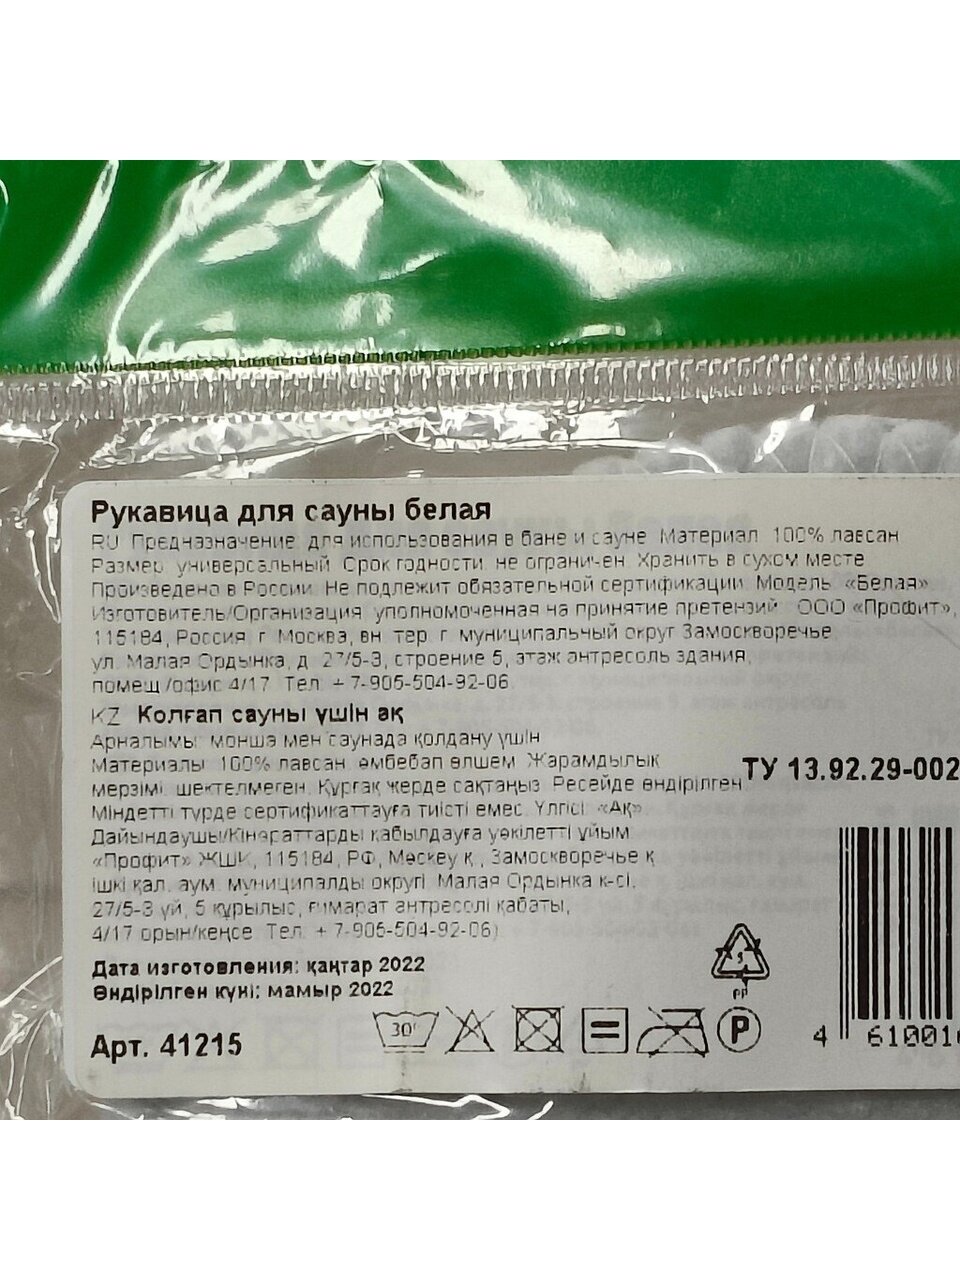 Рукавица для сауны белая
RU Предназначение: для использования в бане и сауне. Материал: 100% лавсан
Размер: универсальный. Срок годности: не ограничен. Хранить в сухом месте
Произведено в России. Не подлежит обязательной сертификации. Модель: «Белая»
Изготовитель/Организация, уполномоченная на принятие претензий: ООО «Профит»,
115184, Россия, г. Москва, вн. тер. г. муниципальный округ Замоскворечье,
ул. Малая Ордынка, д. 27/5-3, строение 5, этаж антресоль здания,
помещ./офис 4/17. Тел. + 7-905-504-92-06.
KZ Колғап сауны үшін ақ
Арналымы: монша мен саунада қолдану үшін
Материалы: 100% лавсан, әмбебап өлшем. Жарамдылық
мерзімі: шектелмеген. Құргақ жерде сақтаңыз. Ресейде өндірілген.
Міндетті түрде сертификаттауға тиісті емес. Үлгісі: «Ақ»
Дайындаушы/Кінәраттарды қабылдауға уәкілетті ұйым:
«Профит» ЖШҚ, 115184, РФ, Мәскеу қ., Замоскворечье қ
ішкі қал. аум. муниципалды округі, Малая Ордынка к-сі,
27/5-3 үй, 5 құрылыс, ғимарат антресолі қабаты,
4/17 орын/кеңсе. Тел. + 7-905-504-92-06)
ТУ 13.92.29-002
Дата изготовления: қаңтар 2022
Өндірілген күні: мамыр 2022
Арт. 41215
30°
P
5
PP
4 610016